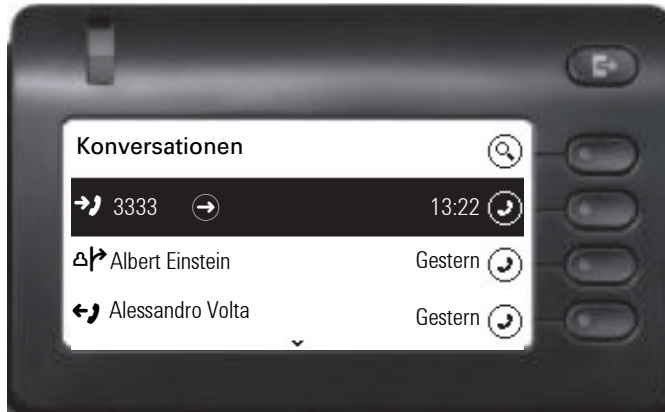 Konversationen
3333 13:22
Albert Einstein Gestern
Alessandro Volta Gestern